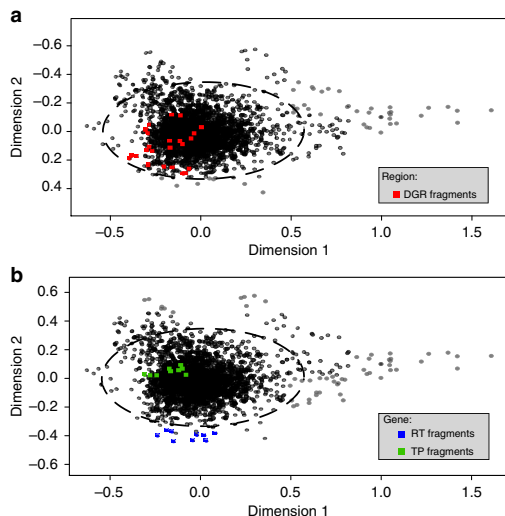 a
−0.6
−0.4
−0.2
0.0
0.2
0.4
Dimension 2
Region:
DGR fragments
−0.5
0.0
0.5
1.0
1.5
Dimension 1
b
0.6
0.4
0.2
0.0
−0.2
−0.4
−0.6
Dimension 2
Gene:
RT fragments
TP fragments
−0.5
0.0
0.5
1.0
1.5
Dimension 1